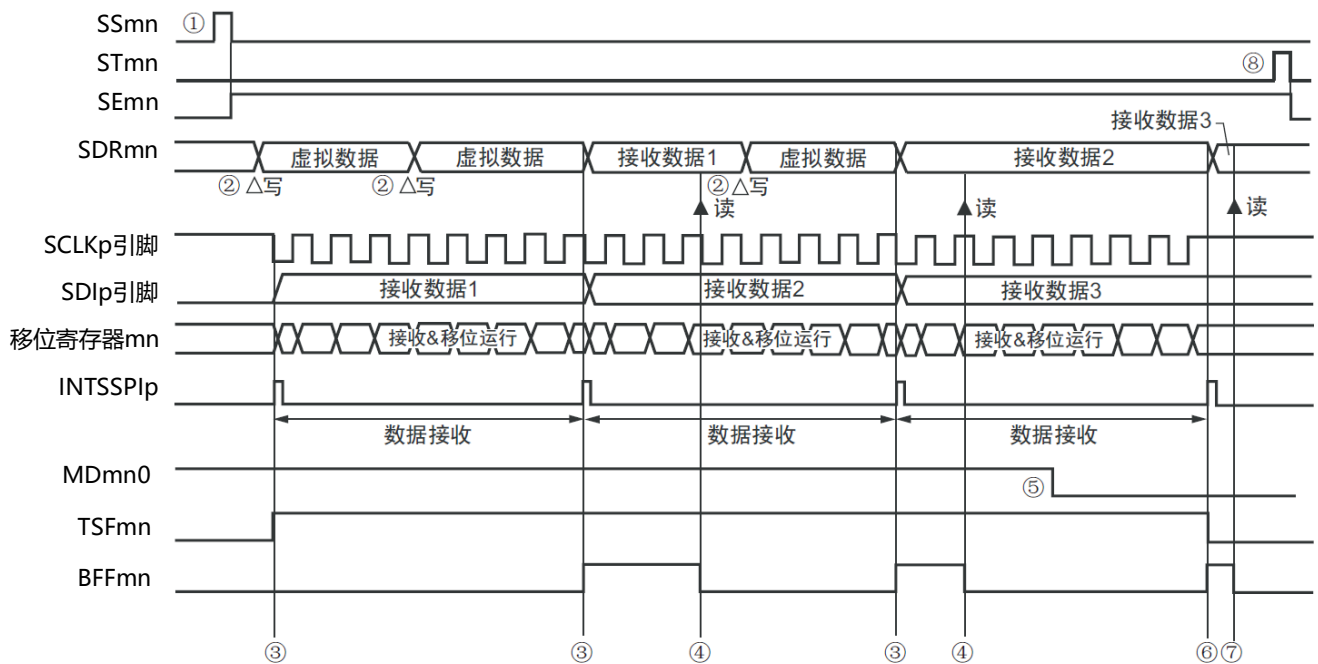 SSmn ①
STmn ⑧
SEmn
接收数据3
SDRmn 虚拟数据 虚拟数据 接收数据1 虚拟数据 接收数据2
②△写 ②△写 ②△写
▲读 ▲读 ▲读
SCLKp引脚
SDIp引脚 接收数据1 接收数据2 接收数据3
移位寄存器mn 接收&移位运行 接收&移位运行 接收&移位运行
INTSSPIp
数据接收 数据接收 数据接收
MDmn0 ⑤
TSFmn
BFFmn
③ ③ ④ ③ ④ ⑥⑦